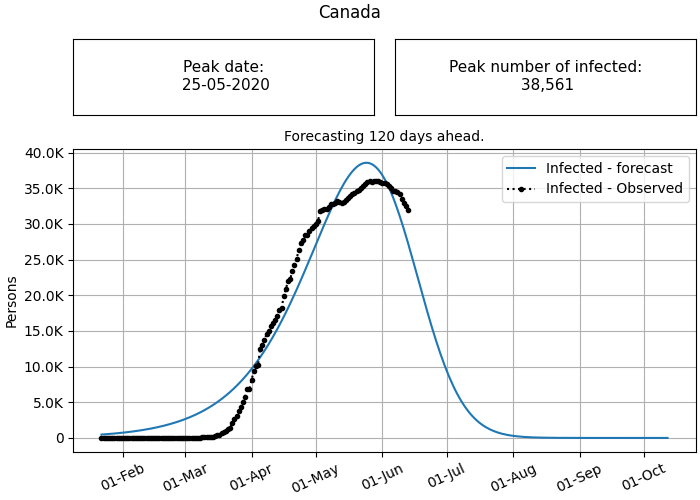 Canada
Peak date:
25-05-2020
Peak number of infected:
38,561
Forecasting 120 days ahead.
40.0K
35.0K
30.0K
25.0K
20.0K
15.0K
10.0K
5.0K
0
Persons
Infected - forecast
Infected - Observed
01-Feb
01-Mar
01-Apr
01-May
01-Jun
01-Jul
01-Aug
01-Sep
01-Oct